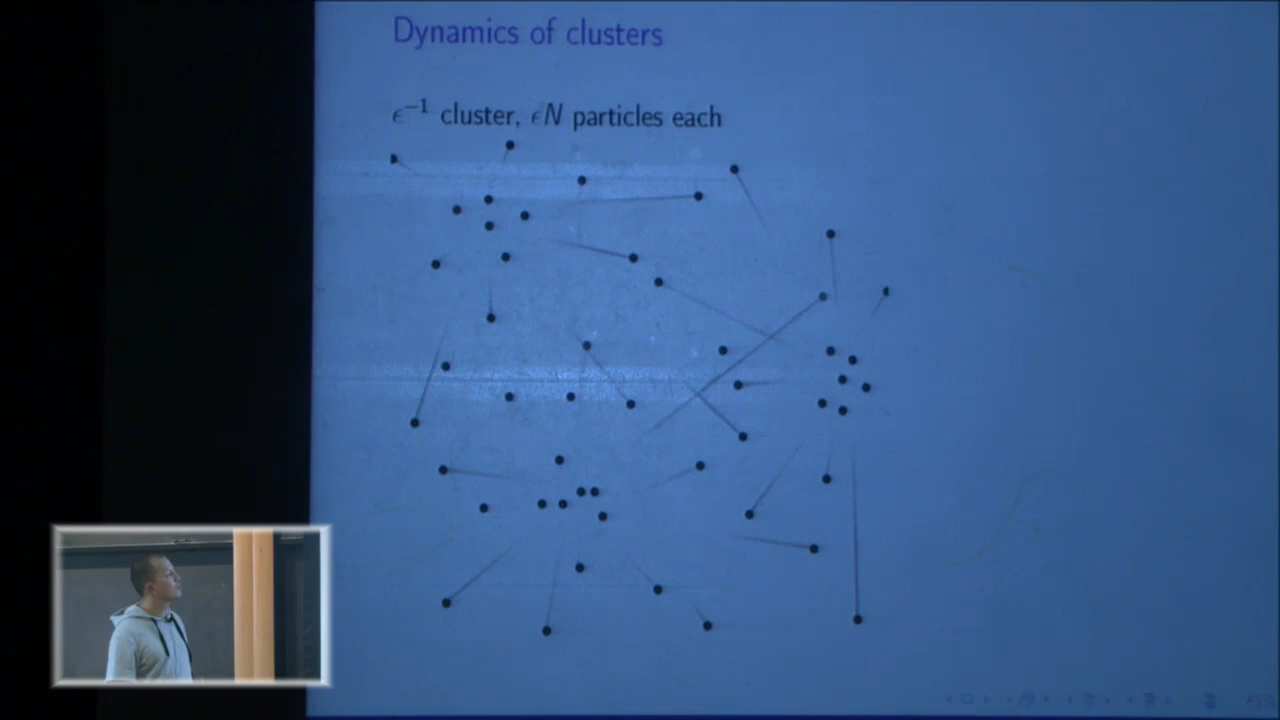 Dynamics of clusters
ϵ⁻¹ cluster, ϵN particles each